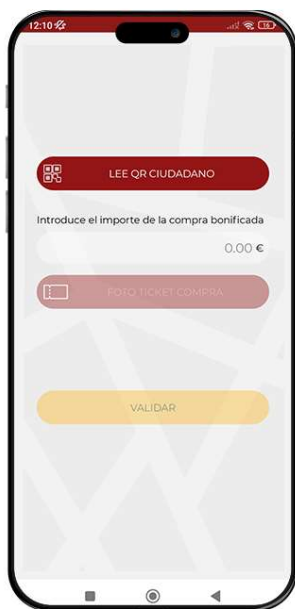 12:10
LEE QR CIUDADANO
Introduce el importe de la compra bonificada
0.00 €
FOTO TICKET COMPRA
VALIDAR